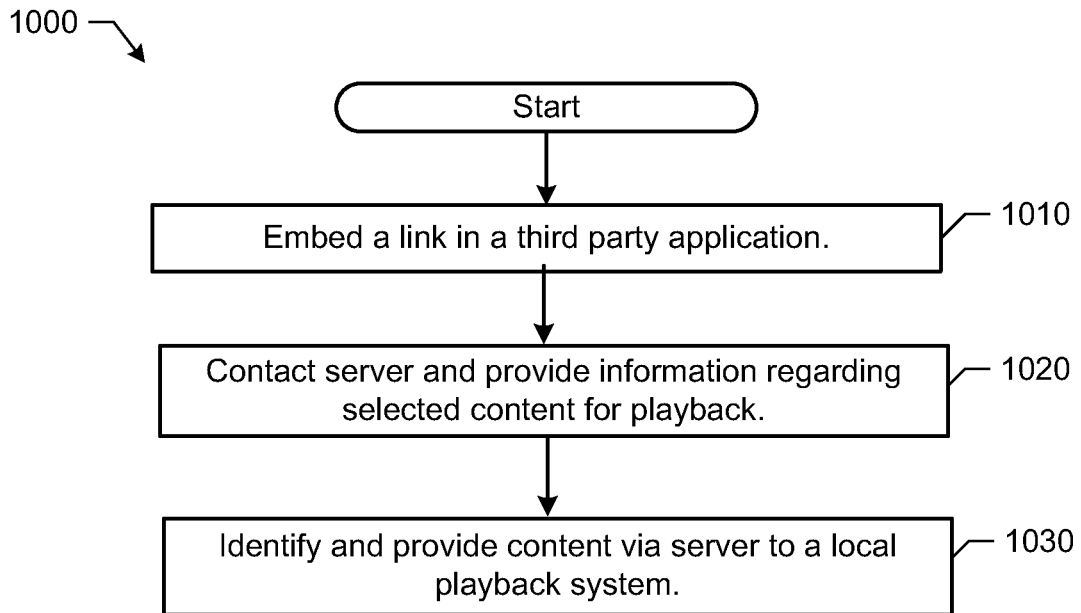 1000
Start
Embed a link in a third party application.
1010
Contact server and provide information regarding
selected content for playback.
1020
Identify and provide content via server to a local
playback system.
1030